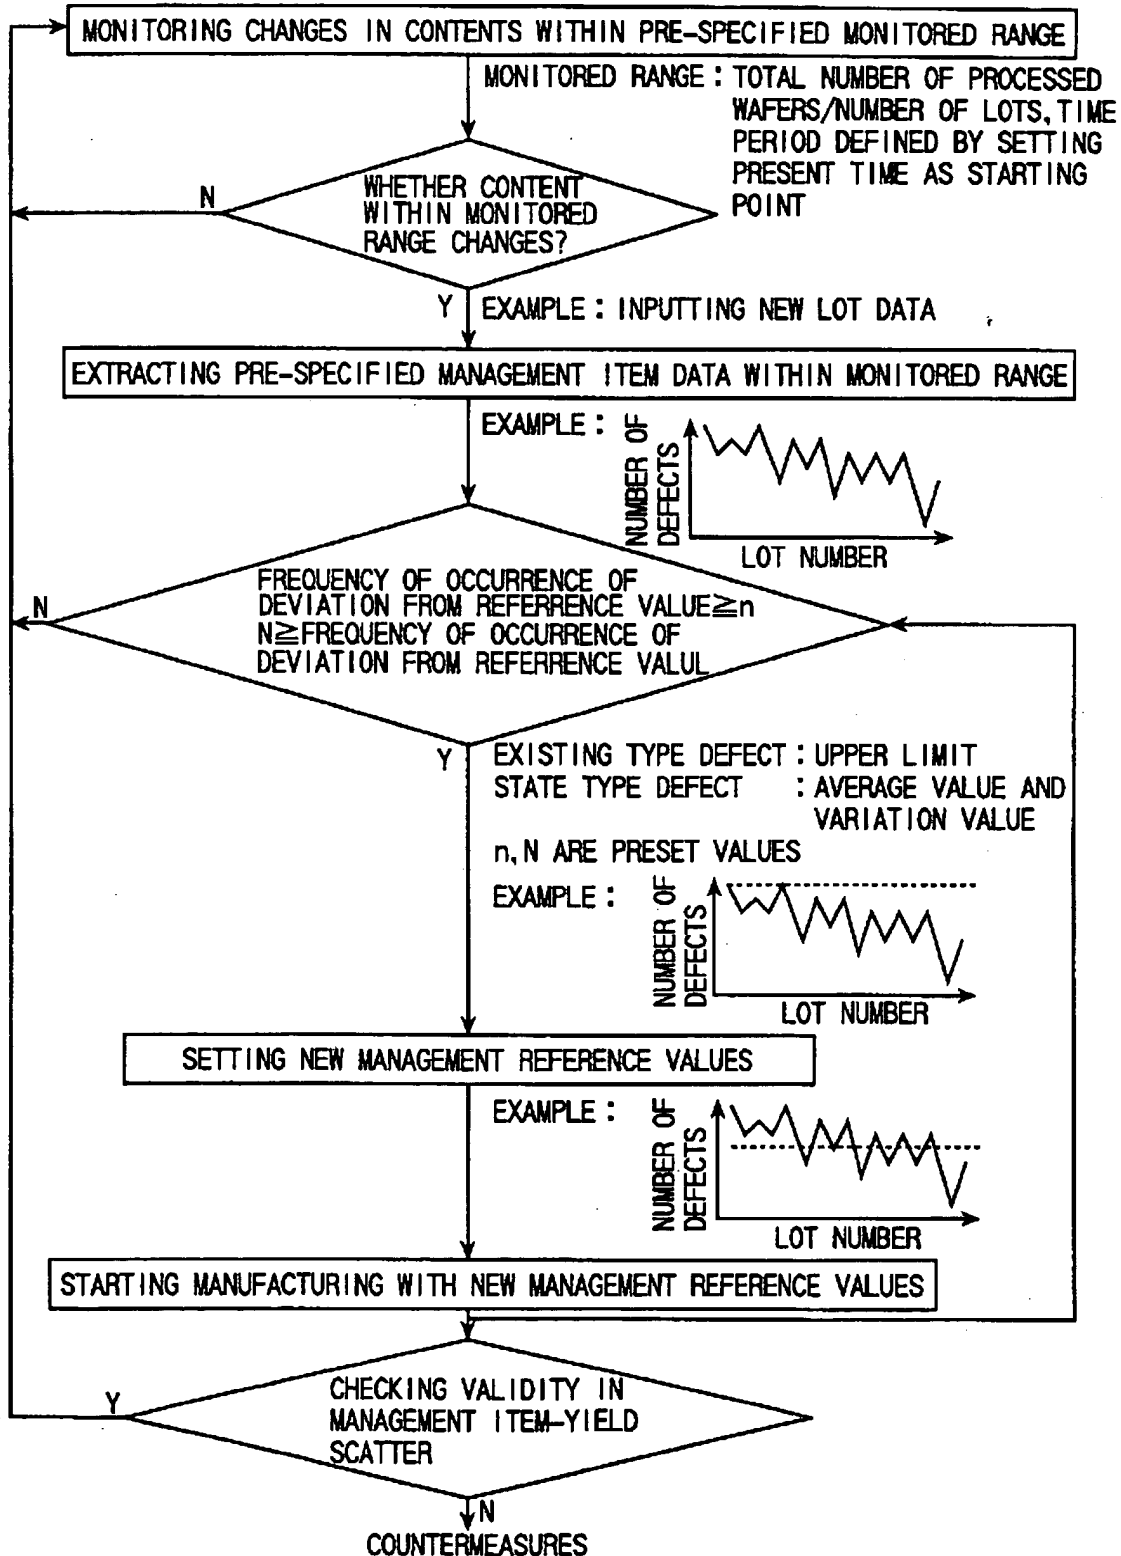 MONITORING CHANGES IN CONTENTS WITHIN PRE-SPECIFIED MONITORED RANGE
MONITORED RANGE : TOTAL NUMBER OF PROCESSED
WAFERS/NUMBER OF LOTS, TIME
PERIOD DEFINED BY SETTING
PRESENT TIME AS STARTING
POINT
N
WHETHER CONTENT
WITHIN MONITORED
RANGE CHANGES?
Y
EXAMPLE : INPUTTING NEW LOT DATA
EXTRACTING PRE-SPECIFIED MANAGEMENT ITEM DATA WITHIN MONITORED RANGE
EXAMPLE :
NUMBER OF
DEFECTS
LOT NUMBER
N
FREQUENCY OF OCCURRENCE OF
DEVIATION FROM REFERRENCE VALUE≧n
N≧FREQUENCY OF OCCURRENCE OF
DEVIATION FROM REFERRENCE VALUL
Y
EXISTING TYPE DEFECT : UPPER LIMIT
STATE TYPE DEFECT : AVERAGE VALUE AND
VARIATION VALUE
n, N ARE PRESET VALUES
EXAMPLE :
NUMBER OF
DEFECTS
LOT NUMBER
SETTING NEW MANAGEMENT REFERENCE VALUES
EXAMPLE :
NUMBER OF
DEFECTS
LOT NUMBER
STARTING MANUFACTURING WITH NEW MANAGEMENT REFERENCE VALUES
Y
CHECKING VALIDITY IN
MANAGEMENT ITEM-YIELD
SCATTER
N
COUNTERMEASURES